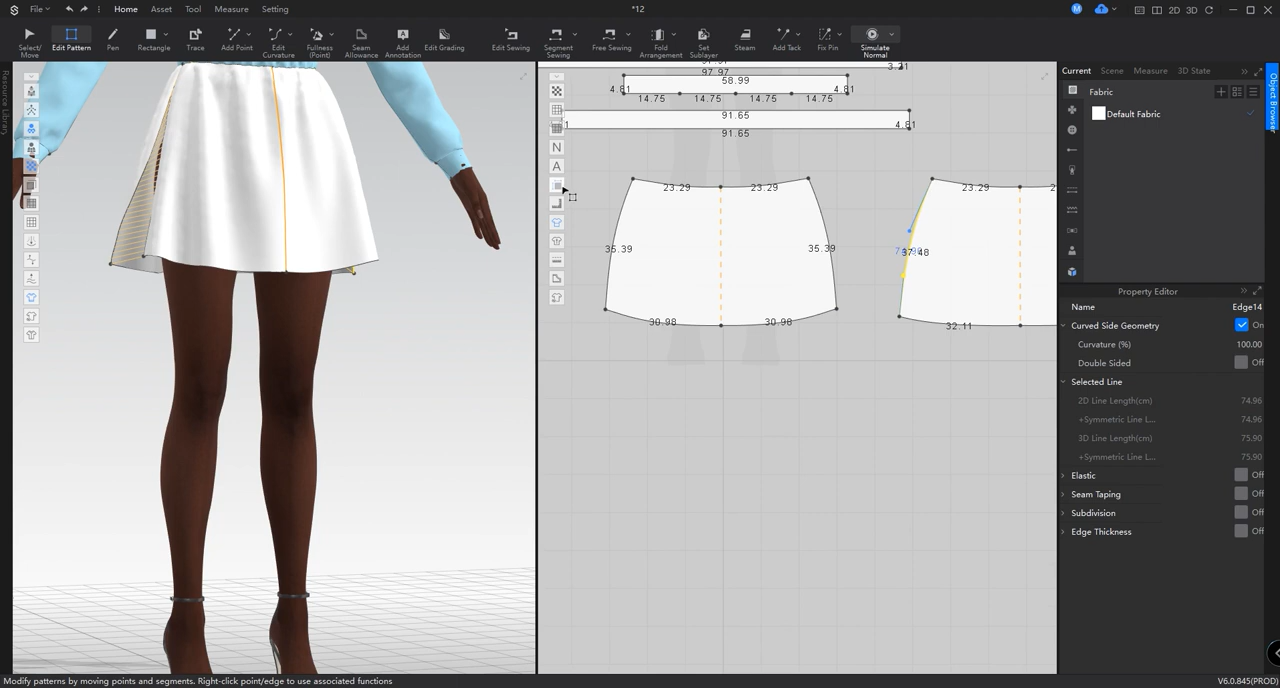 File
Home
Asset
Tool
Measure
Setting
*12
M
2D
3D
Select/
Move
Edit Pattern
Pen
Rectangle
Trace
Add Point
Edit
Curvature
Fullness
(Point)
Seam
Allowance
Add
Annotation
Edit Grading
Edit Sewing
Segment
Sewing
Free Sewing
Fold
Arrangement
Set
Sublayer
Steam
Add Tack
Fix Pin
Simulate
Normal
Resource Library
N
A
97.97
58.99
4.81
4.81
14.75
14.75
14.75
14.75
91.65
4.81
91.65
23.29
23.29
35.39
35.39
30.98
30.98
23.29
37.48
32.11
Current
Scene
Measure
3D State
Object Browser
Fabric
Default Fabric
Property Editor
Name
Edge14
Curved Side Geometry
On
Curvature (%)
100.00
Double Sided
Off
Selected Line
2D Line Length(cm)
74.96
+Symmetric Line L...
74.96
3D Line Length(cm)
75.90
+Symmetric Line L...
75.90
Elastic
Off
Seam Taping
Off
Subdivision
Off
Edge Thickness
Off
Modify patterns by moving points and segments. Right-click point/edge to use associated functions
V6.0.845(PROD)